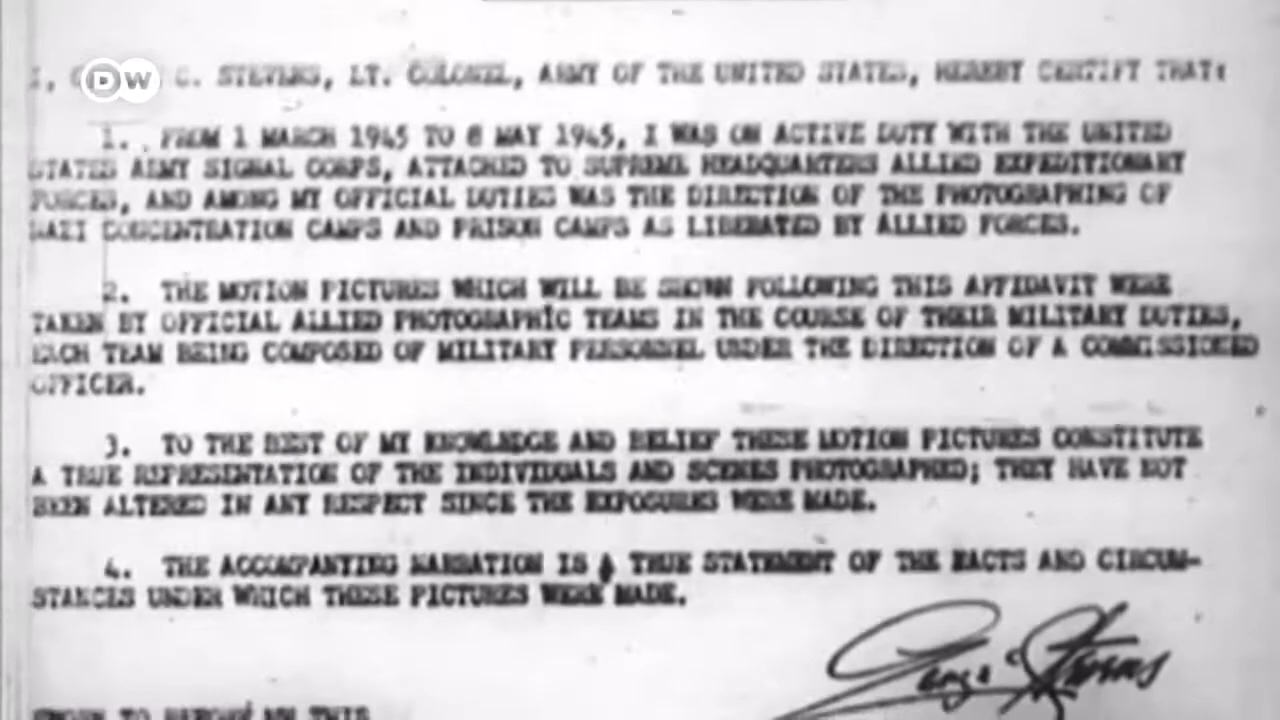 DW
I, C. STEVENS, LT. COLONEL, ARMY OF THE UNITED STATES, HEREBY CERTIFY THAT:
1. FROM 1 MARCH 1945 TO 8 MAY 1945, I WAS ON ACTIVE DUTY WITH THE UNITED
STATES ARMY SIGNAL CORPS, ATTACHED TO SUPREME HEADQUARTERS ALLIED EXPEDITIONARY
FORCES, AND AMONG MY OFFICIAL DUTIES WAS THE DIRECTION OF THE PHOTOGRAPHING OF
NAZI CONCENTRATION CAMPS AND PRISON CAMPS AS LIBERATED BY ALLIED FORCES.
2. THE MOTION PICTURES WHICH WILL BE SHOWN FOLLOWING THIS AFFIDAVIT WERE
TAKEN BY OFFICIAL ALLIED PHOTOGRAPHIC TEAMS IN THE COURSE OF THEIR MILITARY DUTIES,
EACH TEAM BEING COMPOSED OF MILITARY PERSONNEL UNDER THE DIRECTION OF A COMMISSIONED
OFFICER.
3. TO THE BEST OF MY KNOWLEDGE AND BELIEF THESE MOTION PICTURES CONSTITUTE
A TRUE REPRESENTATION OF THE INDIVIDUALS AND SCENES PHOTOGRAPHED; THEY HAVE NOT
BEEN ALTERED IN ANY RESPECT SINCE THE EXPOSURES WERE MADE.
4. THE ACCOMPANYING NARRATION IS A TRUE STATEMENT OF THE FACTS AND CIRCUM-
STANCES UNDER WHICH THESE PICTURES WERE MADE.
George C Stevens
SWORN TO BEFORE ME THIS